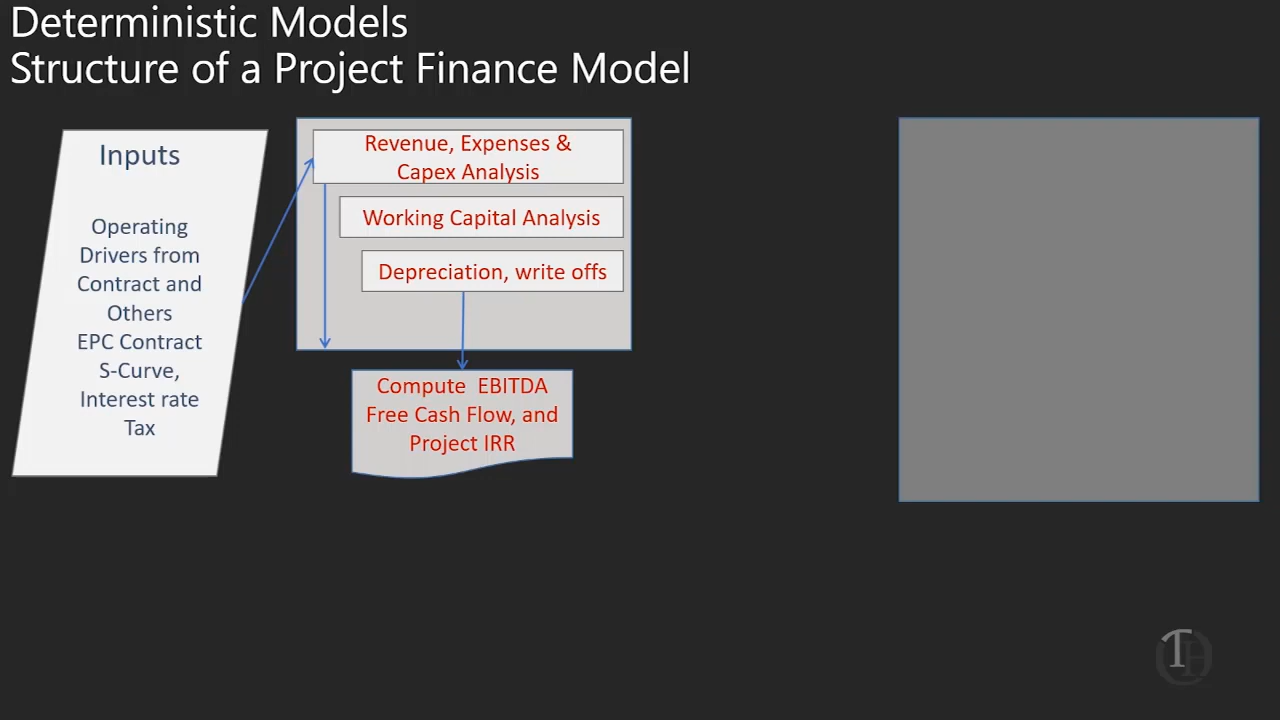 Deterministic Models
Structure of a Project Finance Model
Inputs
Operating
Drivers from
Contract and
Others
EPC Contract
S-Curve,
Interest rate
Tax
Revenue, Expenses &
Capex Analysis
Working Capital Analysis
Depreciation, write offs
Compute EBITDA
Free Cash Flow, and
Project IRR